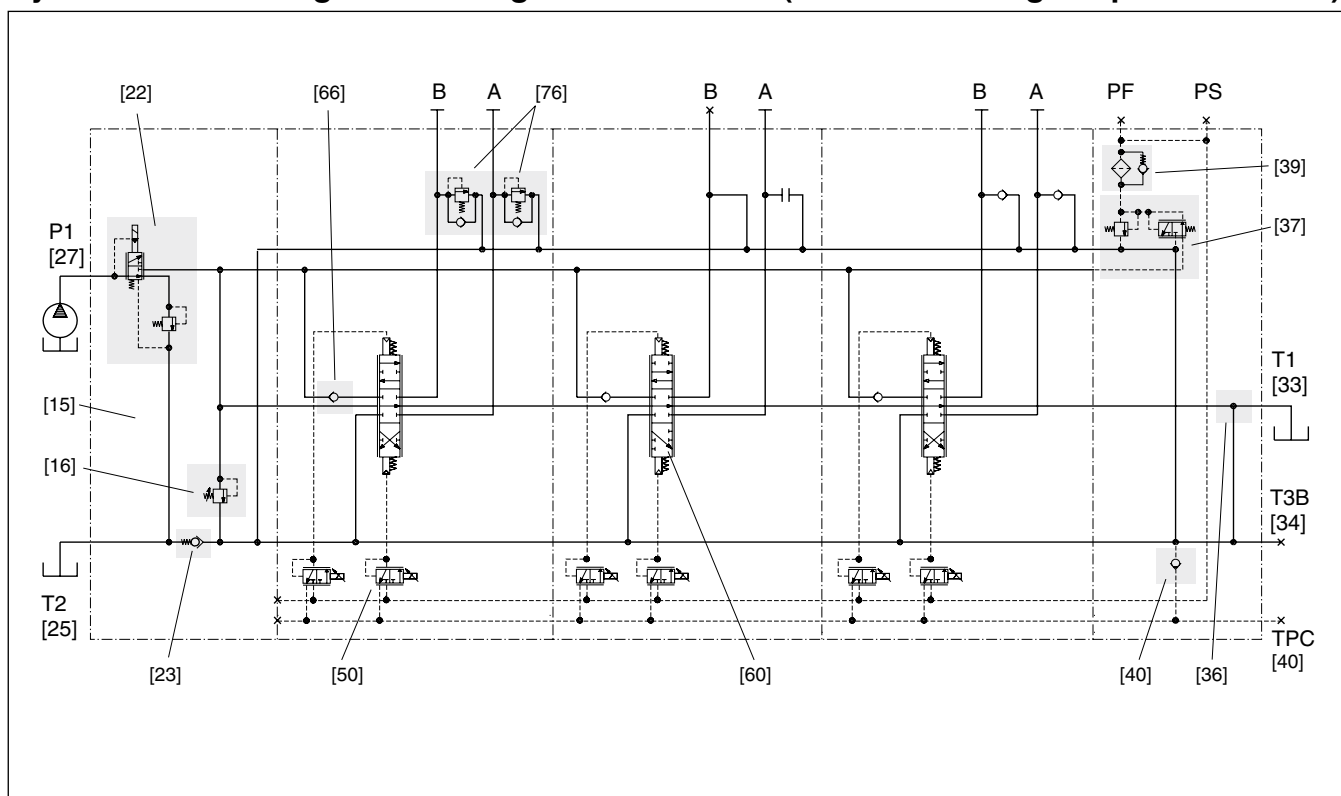 [22]
[66]
B
A
[76]
B
A
B
A
PF
PS
[39]
P1
[27]
[37]
T1
[33]
[15]
[16]
T3B
[34]
T2
[25]
TPC
[40]
[23]
[50]
[60]
[40]
[36]